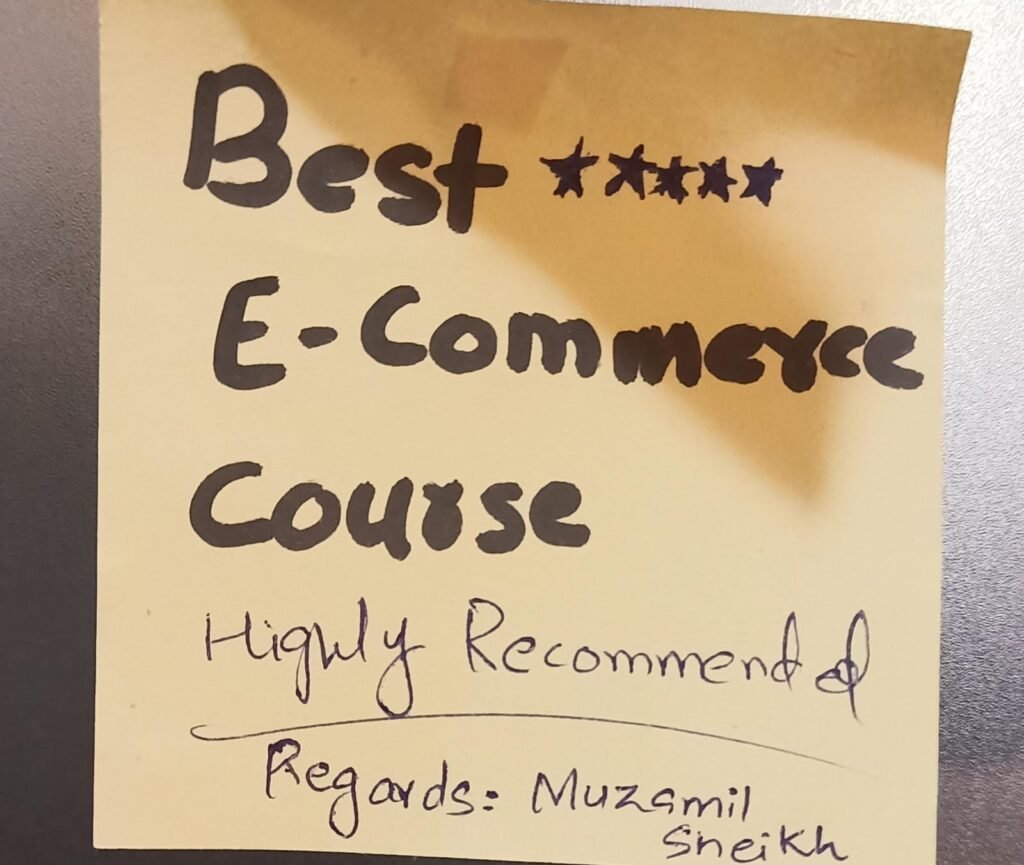 Best ★★★★★
E-Commerce
Course
Highly Recommended
Regards: Muzamil
Sheikh